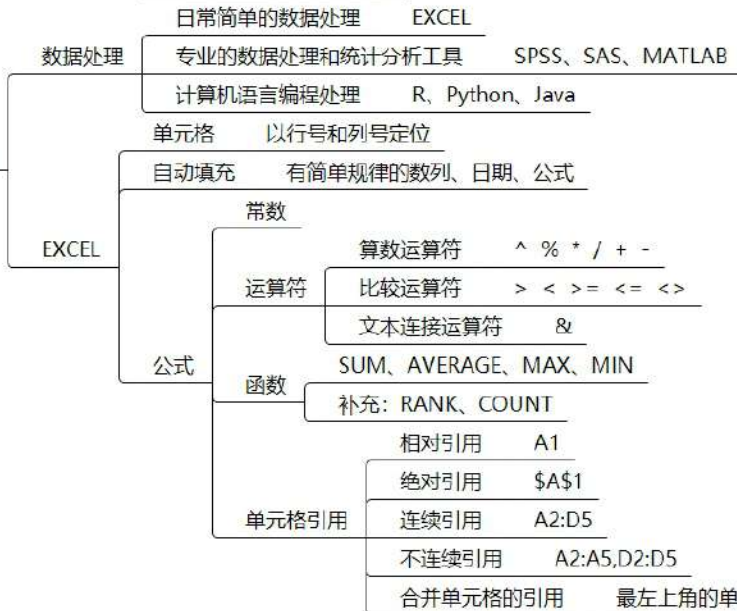 日常简单的数据处理 EXCEL
数据处理 专业的数据处理和统计分析工具 SPSS、SAS、MATLAB
计算机语言编程处理 R、Python、Java
单元格 以行号和列号定位
自动填充 有简单规律的数列、日期、公式
常数
EXCEL 算数运算符 ^ % * / + -
运算符 比较运算符 > < >= <= <>
文本连接运算符 &
公式 SUM、AVERAGE、MAX、MIN
函数
补充：RANK、COUNT
相对引用 A1
绝对引用 $A$1
单元格引用 连续引用 A2:D5
不连续引用 A2:A5,D2:D5
合并单元格的引用 最左上角的单